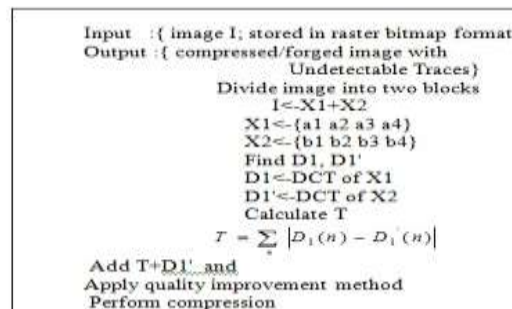 Input :{ image I; stored in raster bitmap format
Output :{ compressed/forged image with
Undetectable Traces}
Divide image into two blocks
I<-X1+X2
X1<-{a1 a2 a3 a4}
X2<-{b1 b2 b3 b4}
Find D1, D1'
D1<-DCT of X1
D1'<-DCT of X2
Calculate T
T = ∑ |D₁(n) − D₁'(n)|
Add T+D1' and
Apply quality improvement method
Perform compression